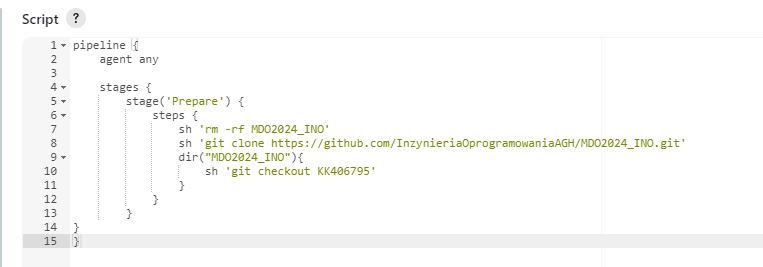 Script ?
1 pipeline {
2     agent any
3
4     stages {
5         stage('Prepare') {
6             steps {
7                 sh 'rm -rf MDO2024_INO'
8                 sh 'git clone https://github.com/InzynieriaOprogramowaniaAGH/MDO2024_INO.git'
9                 dir("MDO2024_INO"){
10                     sh 'git checkout KK406795'
11                 }
12             }
13         }
14 }
15 }